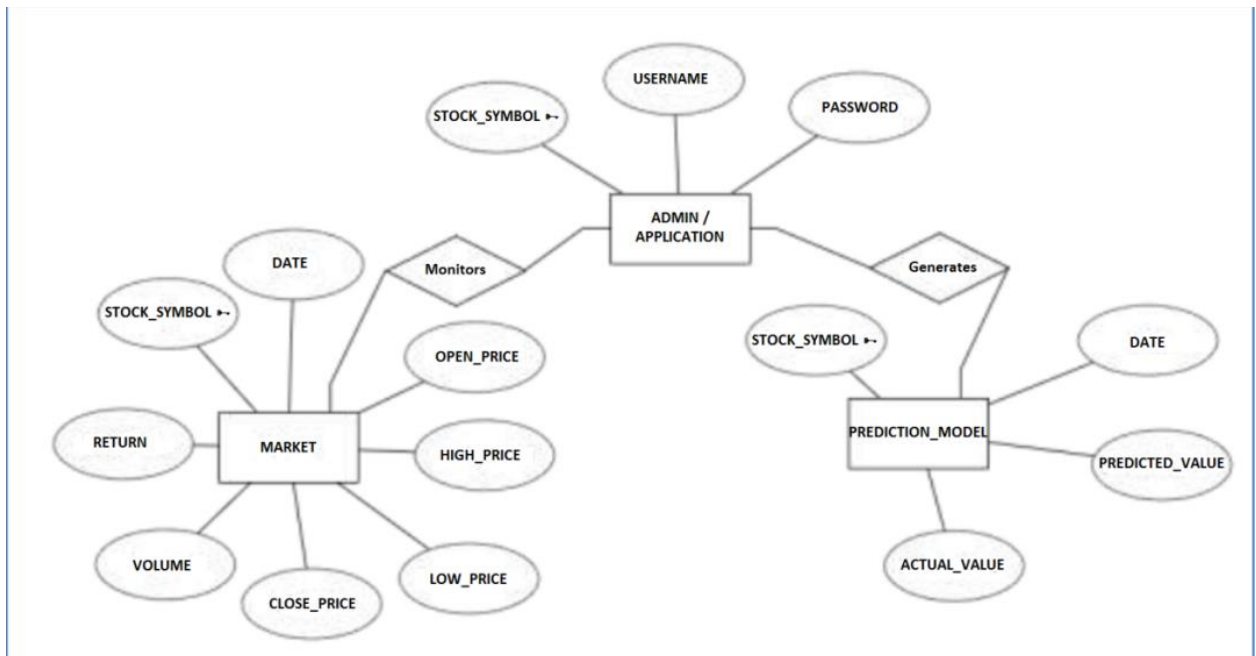 USERNAME
STOCK_SYMBOL
PASSWORD
ADMIN /
APPLICATION
Monitors
Generates
DATE
STOCK_SYMBOL
OPEN_PRICE
RETURN
MARKET
HIGH_PRICE
VOLUME
CLOSE_PRICE
LOW_PRICE
STOCK_SYMBOL
DATE
PREDICTION_MODEL
PREDICTED_VALUE
ACTUAL_VALUE